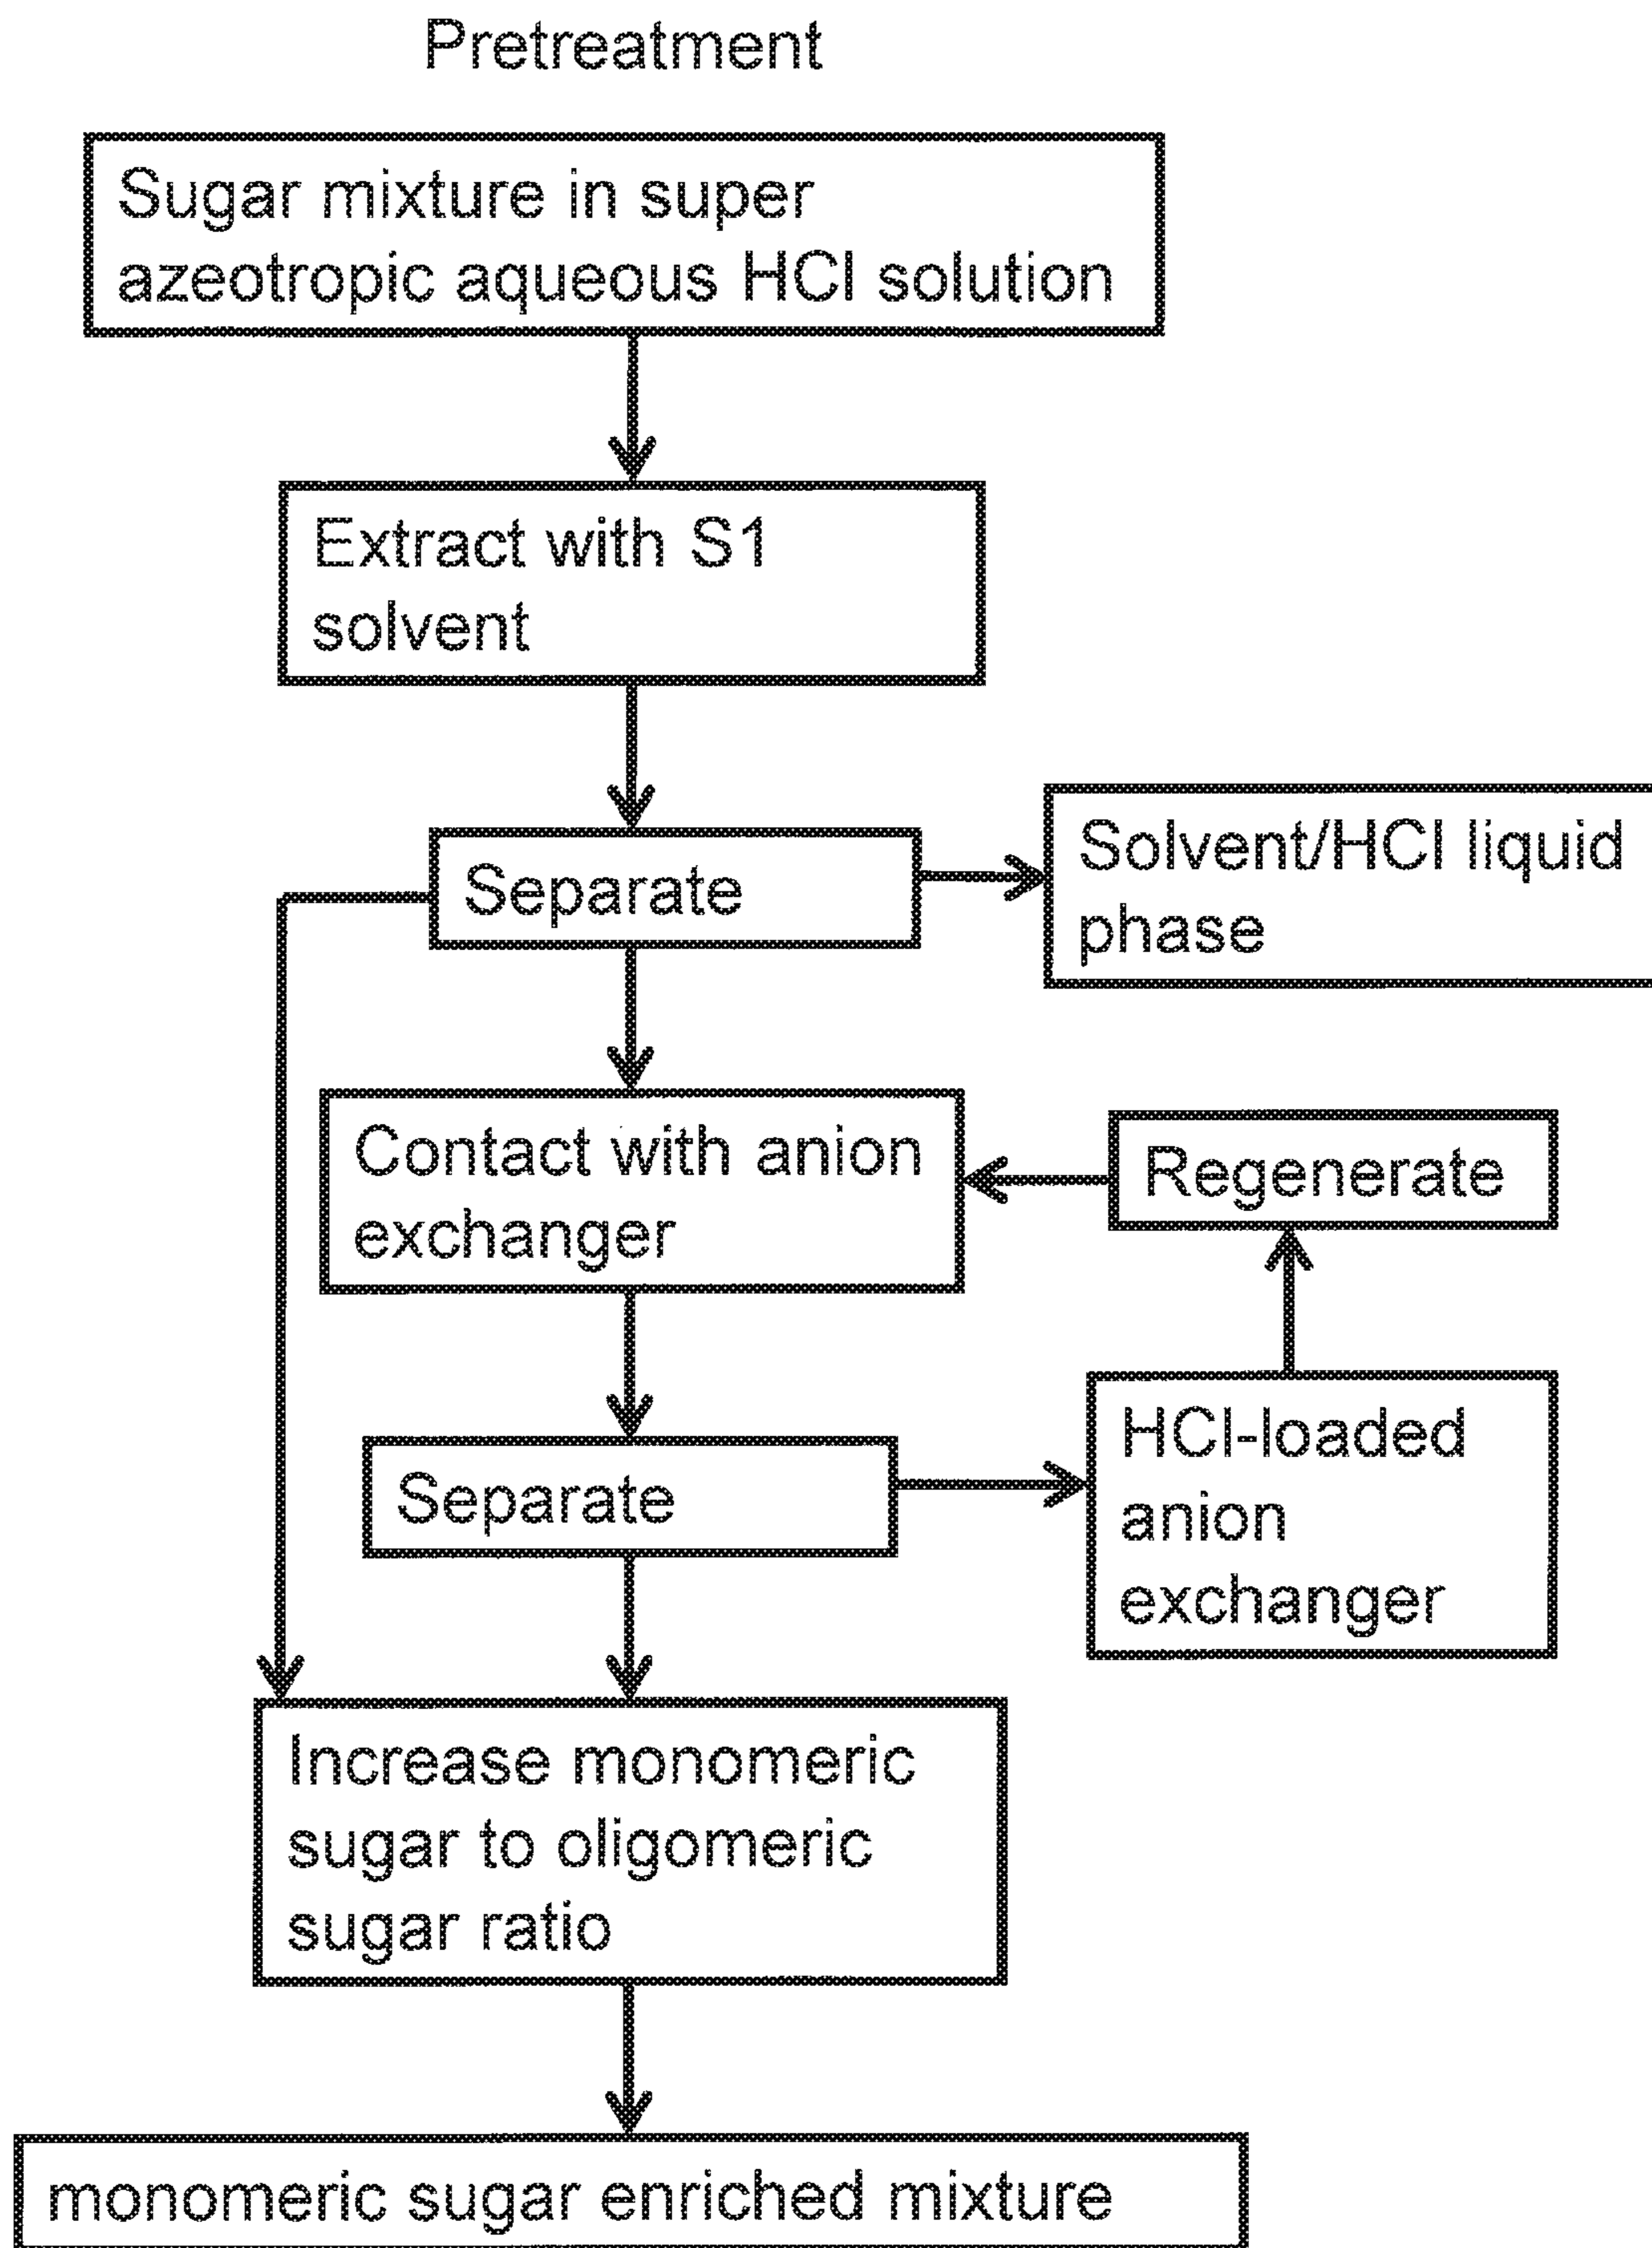 Pretreatment
Sugar mixture in super
azeotropic aqueous HCl solution
Extract with S1
solvent
Separate
Solvent/HCl liquid
phase
Contact with anion
exchanger
Regenerate
Separate
HCl-loaded
anion
exchanger
Increase monomeric
sugar to oligomeric
sugar ratio
monomeric sugar enriched mixture